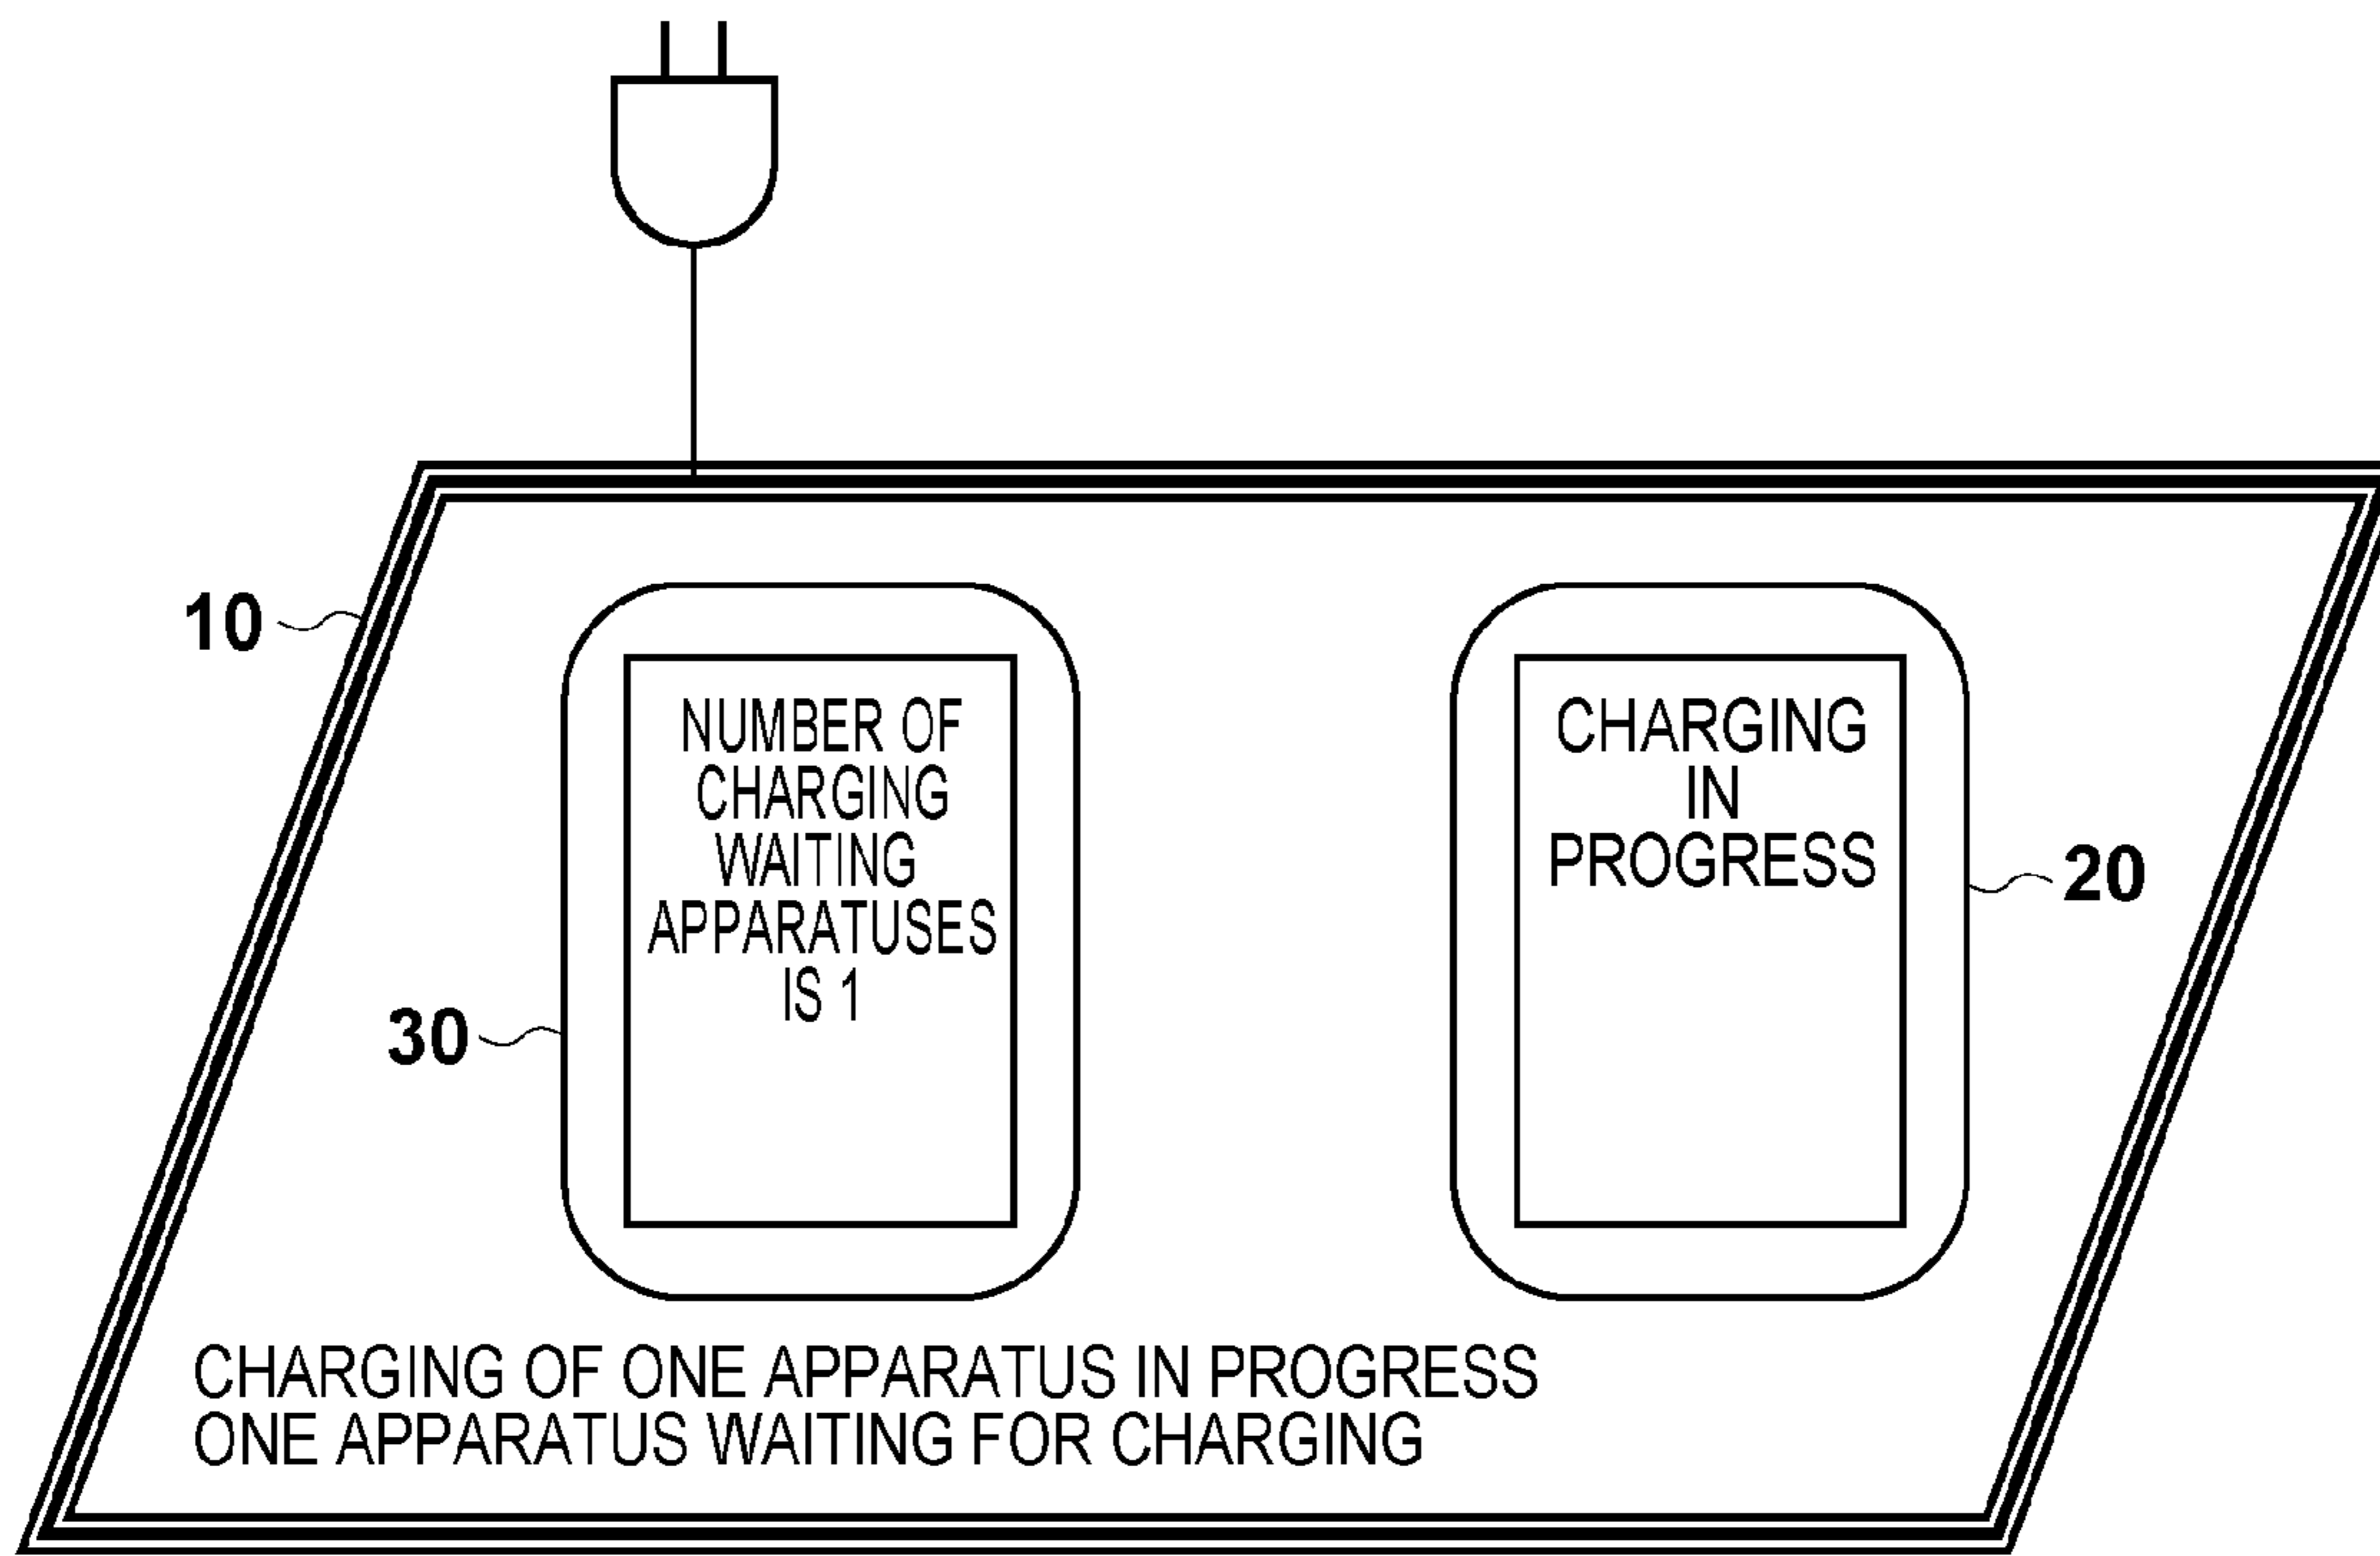 10
NUMBER OF
CHARGING
WAITING
APPARATUSES
IS 1
30
CHARGING
IN
PROGRESS
20
CHARGING OF ONE APPARATUS IN PROGRESS
ONE APPARATUS WAITING FOR CHARGING